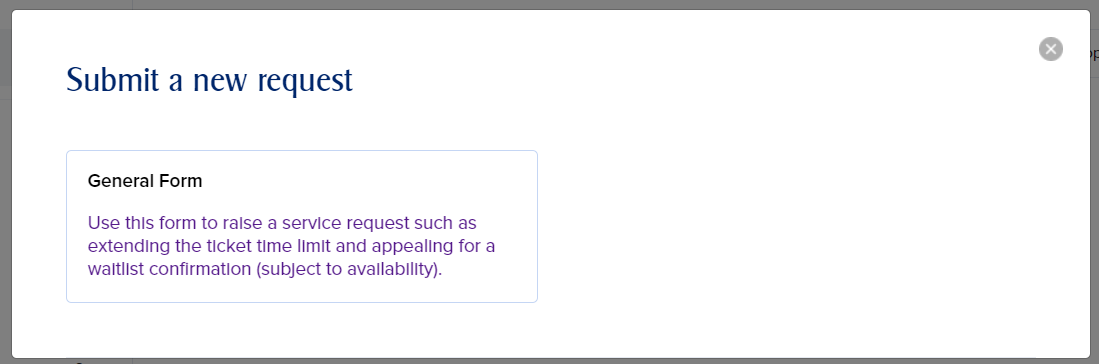 Submit a new request
General Form
Use this form to raise a service request such as
extending the ticket time limit and appealing for a
waitlist confirmation (subject to availability).